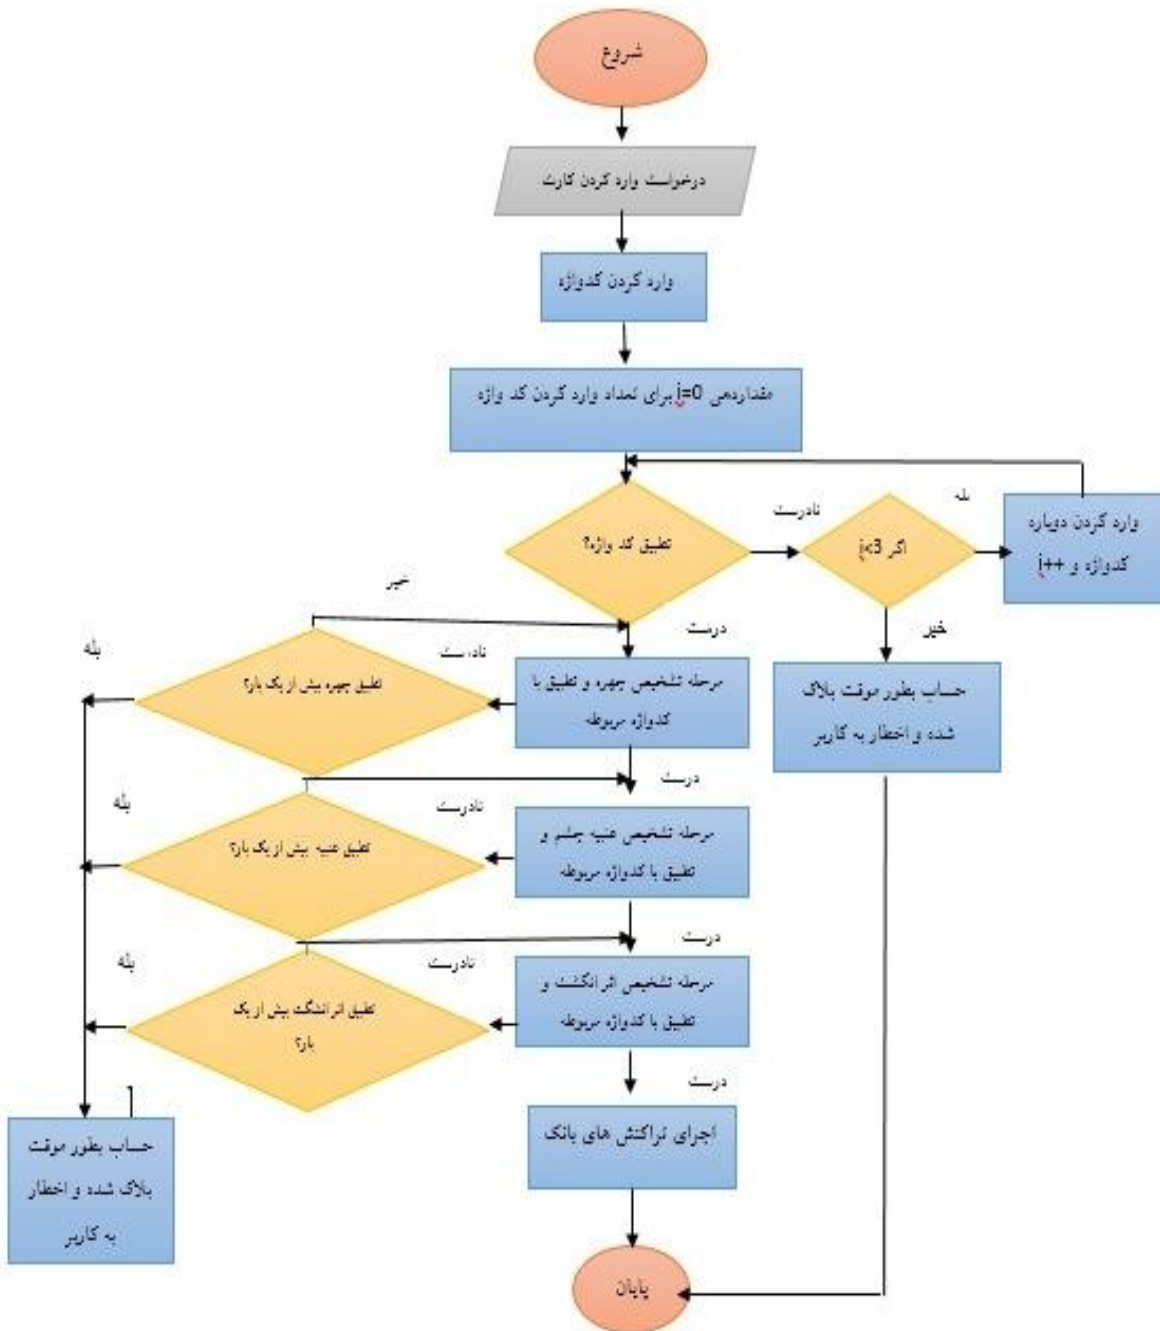 شروع
درخواست وارد کردن کارت
وارد کردن کدواژه
مقداردهی i=0 برای تعداد وارد کردن کد واژه
تطبیق کد واژه؟
نادرست
اگر i<3
بله
وارد کردن دوباره
کدواژه و i++
خیر
حساب بطور موقت بلاک
شده و اخطار به کاربر
درست
مرحله تشخیص چهره و تطبیق با
کدواژه مربوطه
نادرست
خیر
تطبیق چهره بیش از یک بار؟
بله
درست
مرحله تشخیص عنبیه چشم و
تطبیق با کدواژه مربوطه
نادرست
تطبیق عنبیه بیش از یک بار؟
بله
درست
مرحله تشخیص اثر انگشت و
تطبیق با کدواژه مربوطه
نادرست
تطبیق اثر انشگت بیش از یک
بار؟
بله
درست
اجرای تراکنش های بانک
حساب بطور موقت
بلاک شده و اخطار
به کاربر
پایان